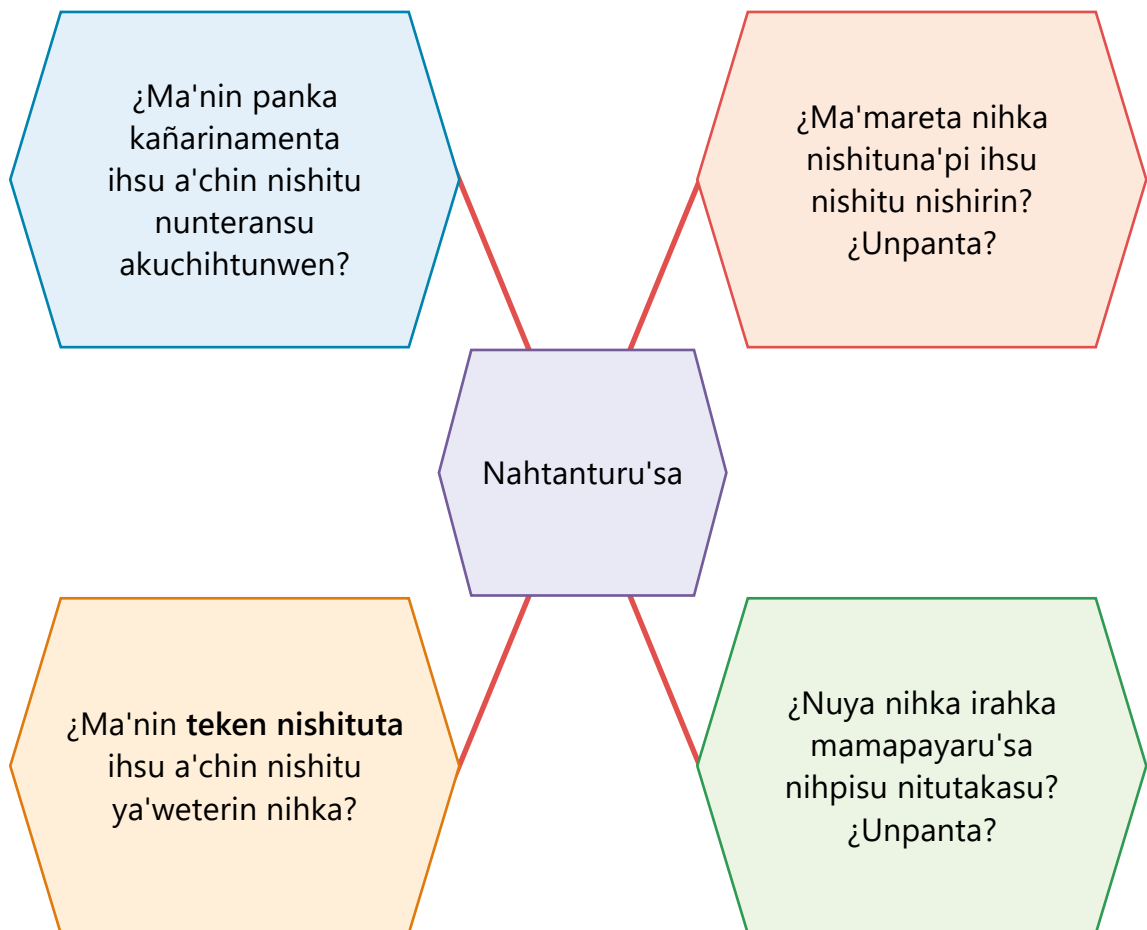 ¿Ma'nin panka
kañarinamenta
ihsu a'chin nishitu
nunteransu
akuchihtunwen?
¿Ma'mareta nihka
nishituna'pi ihsu
nishitu nishirin?
¿Unpanta?
Nahtanturu'sa
¿Ma'nin teken nishituta
ihsu a'chin nishitu
ya'weterin nihka?
¿Nuya nihka irahka
mamapayaru'sa
nihpisu nitutakasu?
¿Unpanta?